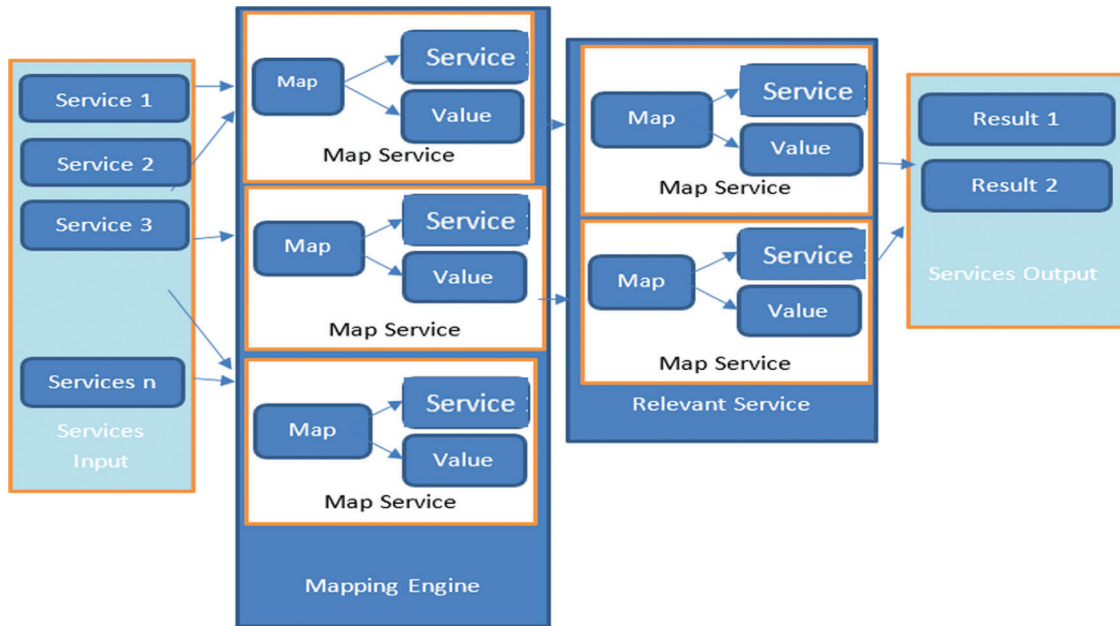 Service 1
Service 2
Service 3
Services n
Services
Input
Map
Service
Value
Map Service
Map
Service
Value
Map Service
Map
Service
Value
Map Service
Mapping Engine
Map
Service
Value
Map Service
Map
Service
Value
Map Service
Relevant Service
Result 1
Result 2
Services Output